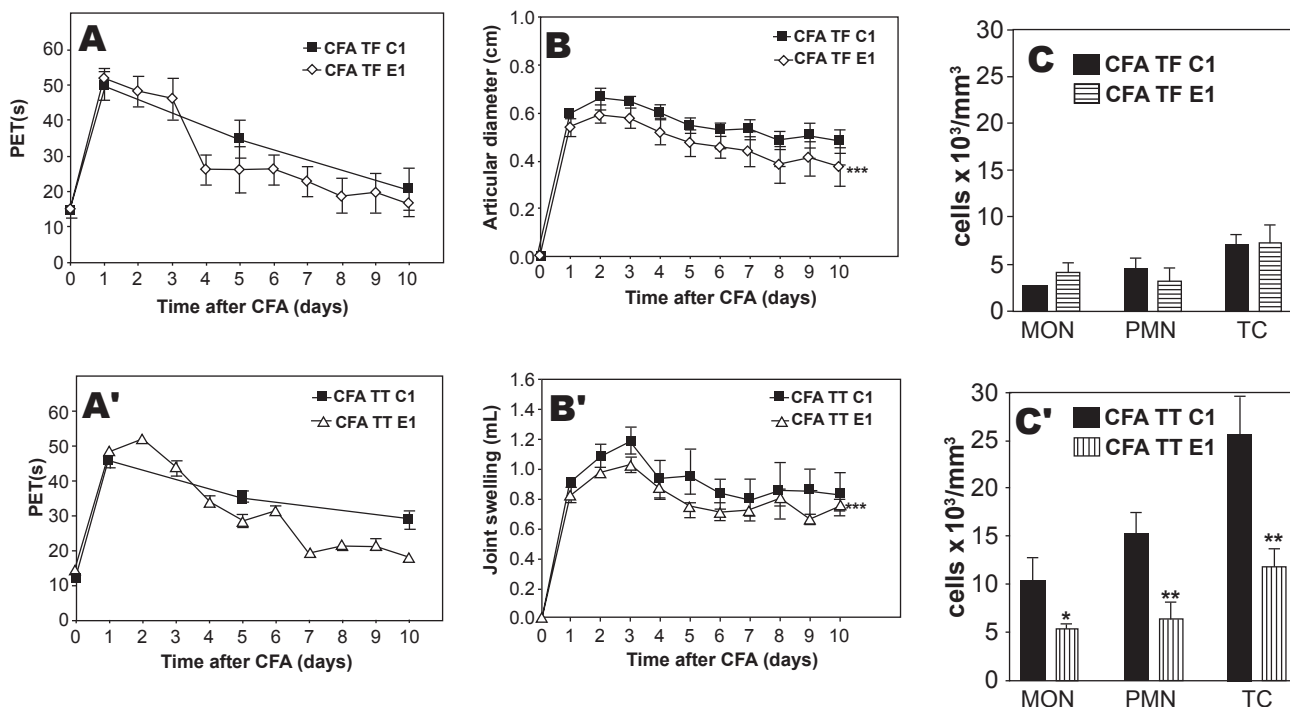 A
CFA TF C1
CFA TF E1
PET(s)
60
50
40
30
20
10
0
0 1 2 3 4 5 6 7 8 9 10
Time after CFA (days)
B
CFA TF C1
CFA TF E1
Articular diameter (cm)
1.0
0.8
0.6
0.4
0.2
0.0
***
0 1 2 3 4 5 6 7 8 9 10
Time after CFA (days)
C
CFA TF C1
CFA TF E1
cells x 10³/mm³
30
25
20
15
10
5
0
MON PMN TC
A'
CFA TT C1
CFA TT E1
PET(s)
60
50
40
30
20
10
0
0 1 2 3 4 5 6 7 8 9 10
Time after CFA (days)
B'
CFA TT C1
CFA TT E1
Joint swelling (mL)
1.6
1.4
1.2
1.0
0.8
0.6
0.4
0.2
0.0
***
0 1 2 3 4 5 6 7 8 9 10
Time after CFA (days)
C'
CFA TT C1
CFA TT E1
cells x 10³/mm³
30
25
20
15
10
5
0
* ** **
MON PMN TC